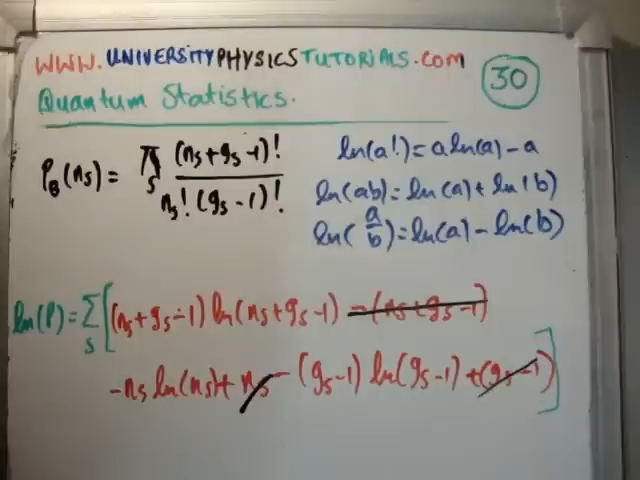 WWW.UNIVERSITYPHYSICSTUTORIALS.COM
30
Quantum Statistics.
P_B(n_s) = ∏_s (n_s+g_s-1)! / n_s! (g_s-1)!
ln(a!) = a ln(a) - a
ln(ab) = ln(a) + ln(b)
ln(a/b) = ln(a) - ln(b)
ln(P) = ∑_s [(n_s+g_s-1) ln(n_s+g_s-1) - (n_s+g_s-1)
-n_s ln(n_s) + n_s - (g_s-1) ln(g_s-1) + (g_s-1)]